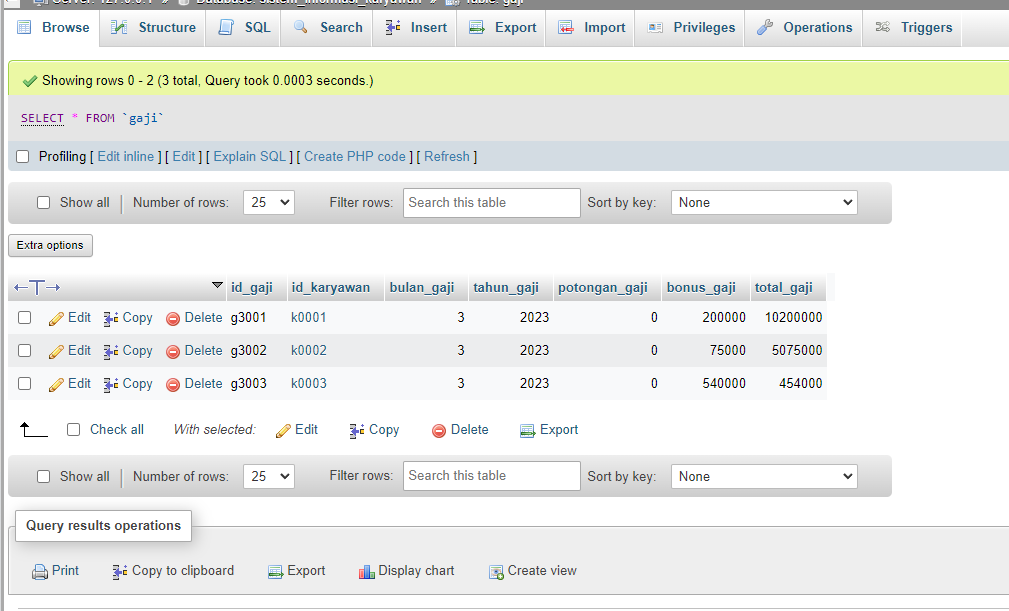 Server: 127.0.0.1 » Database: sistem_informasi_karyawan » Table: gaji
Browse Structure SQL Search Insert Export Import Privileges Operations Triggers
Showing rows 0 - 2 (3 total, Query took 0.0003 seconds.)
SELECT * FROM `gaji`
Profiling [ Edit inline ] [ Edit ] [ Explain SQL ] [ Create PHP code ] [ Refresh ]
Show all Number of rows: 25 Filter rows: Search this table Sort by key: None
Extra options
←T→ id_gaji id_karyawan bulan_gaji tahun_gaji potongan_gaji bonus_gaji total_gaji
Edit Copy Delete g3001 k0001 3 2023 0 200000 10200000
Edit Copy Delete g3002 k0002 3 2023 0 75000 5075000
Edit Copy Delete g3003 k0003 3 2023 0 540000 454000
Check all With selected: Edit Copy Delete Export
Show all Number of rows: 25 Filter rows: Search this table Sort by key: None
Query results operations
Print Copy to clipboard Export Display chart Create view